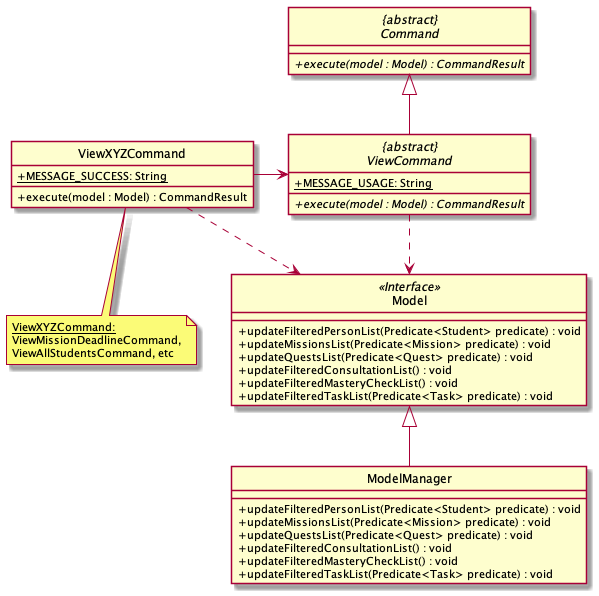 {abstract}
Command
+execute(model : Model) : CommandResult
ViewXYZCommand
+MESSAGE_SUCCESS: String
+execute(model : Model) : CommandResult
{abstract}
ViewCommand
+MESSAGE_USAGE: String
+execute(model : Model) : CommandResult
ViewXYZCommand:
ViewMissionDeadlineCommand,
ViewAllStudentsCommand, etc
«Interface»
Model
+updateFilteredPersonList(Predicate<Student> predicate) : void
+updateMissionsList(Predicate<Mission> predicate) : void
+updateQuestsList(Predicate<Quest> predicate) : void
+updateFilteredConsultationList() : void
+updateFilteredMasteryCheckList() : void
+updateFilteredTaskList(Predicate<Task> predicate) : void
ModelManager
+updateFilteredPersonList(Predicate<Student> predicate) : void
+updateMissionsList(Predicate<Mission> predicate) : void
+updateQuestsList(Predicate<Quest> predicate) : void
+updateFilteredConsultationList() : void
+updateFilteredMasteryCheckList() : void
+updateFilteredTaskList(Predicate<Task> predicate) : void